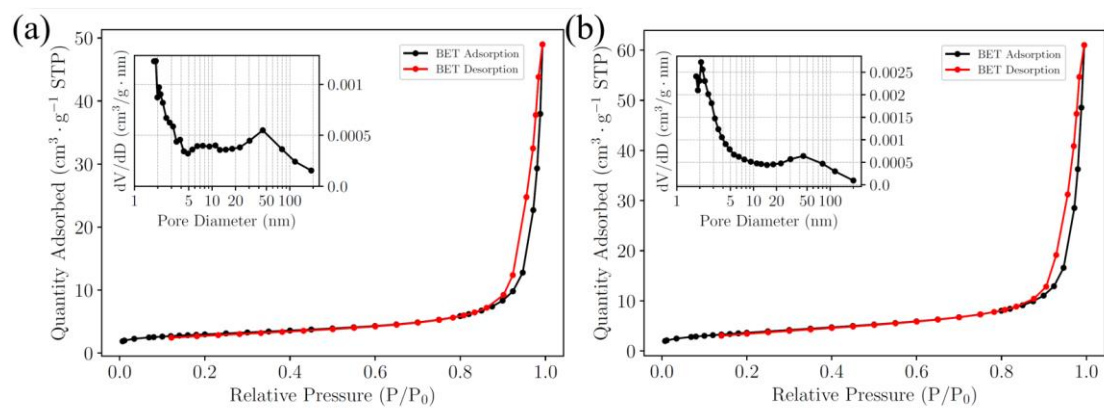 (a)
50
40
30
20
10
0
Quantity Adsorbed (cm³ · g⁻¹ STP)
0.0 0.2 0.4 0.6 0.8 1.0
Relative Pressure (P/P₀)
BET Adsorption
BET Desorption
dV/dD (cm³/g · nm)
0.001
0.0005
0.0
1 2 5 10 20 50 100
Pore Diameter (nm)
(b)
60
50
40
30
20
10
0
Quantity Adsorbed (cm³ · g⁻¹ STP)
0.0 0.2 0.4 0.6 0.8 1.0
Relative Pressure (P/P₀)
BET Adsorption
BET Desorption
dV/dD (cm³/g · nm)
0.0025
0.002
0.0015
0.001
0.0005
0.0
1 2 5 10 20 50 100
Pore Diameter (nm)